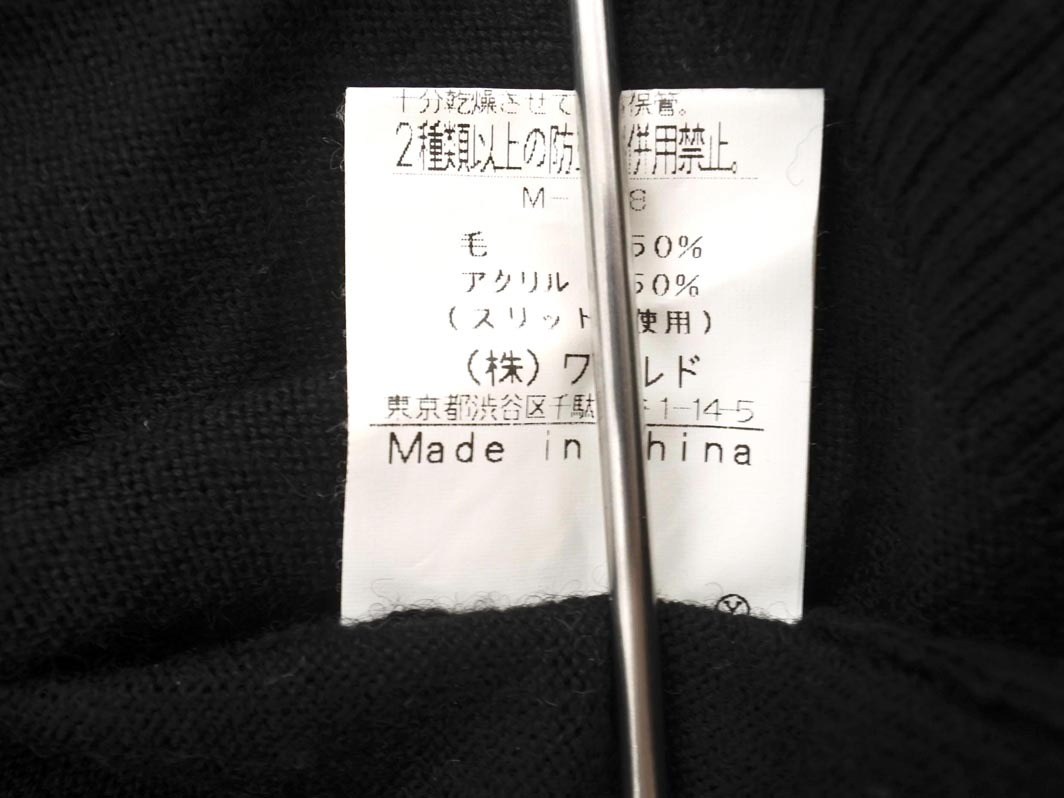 十分乾燥させて 保管。
2種類以上の防 併用禁止。
M- 8
毛 50%
アクリル 50%
(スリット 使用)
(株)ワ ルド
東京都渋谷区千駄 1-14-5
Made in hina
Y